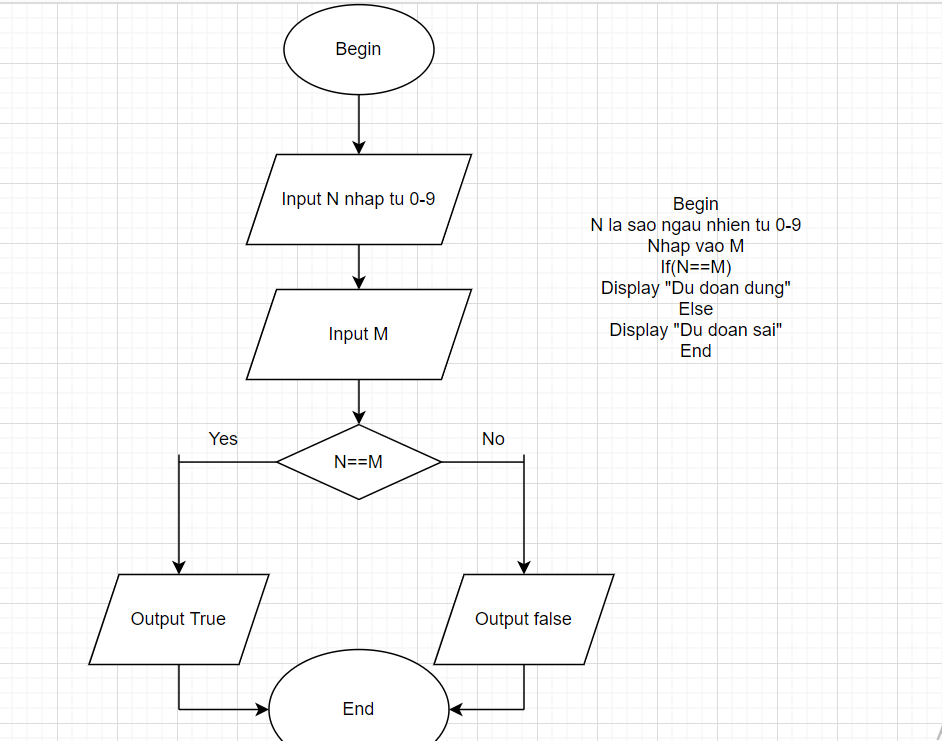 Begin
Input N nhap tu 0-9
Input M
Yes
No
N==M
Output True
Output false
End
Begin
N la sao ngau nhien tu 0-9
Nhap vao M
If(N==M)
Display "Du doan dung"
Else
Display "Du doan sai"
End